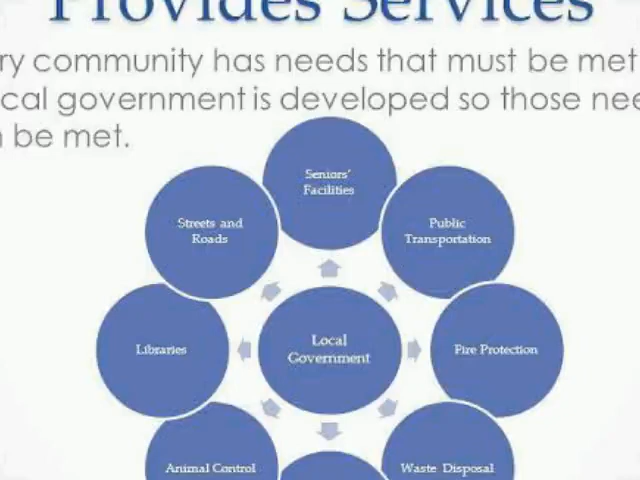 Provides Services
ry community has needs that must be met
cal government is developed so those nee
be met.
Seniors'
Facilities
Streets and
Roads
Public
Transportation
Libraries
Local
Government
Fire Protection
Animal Control
Waste Disposal